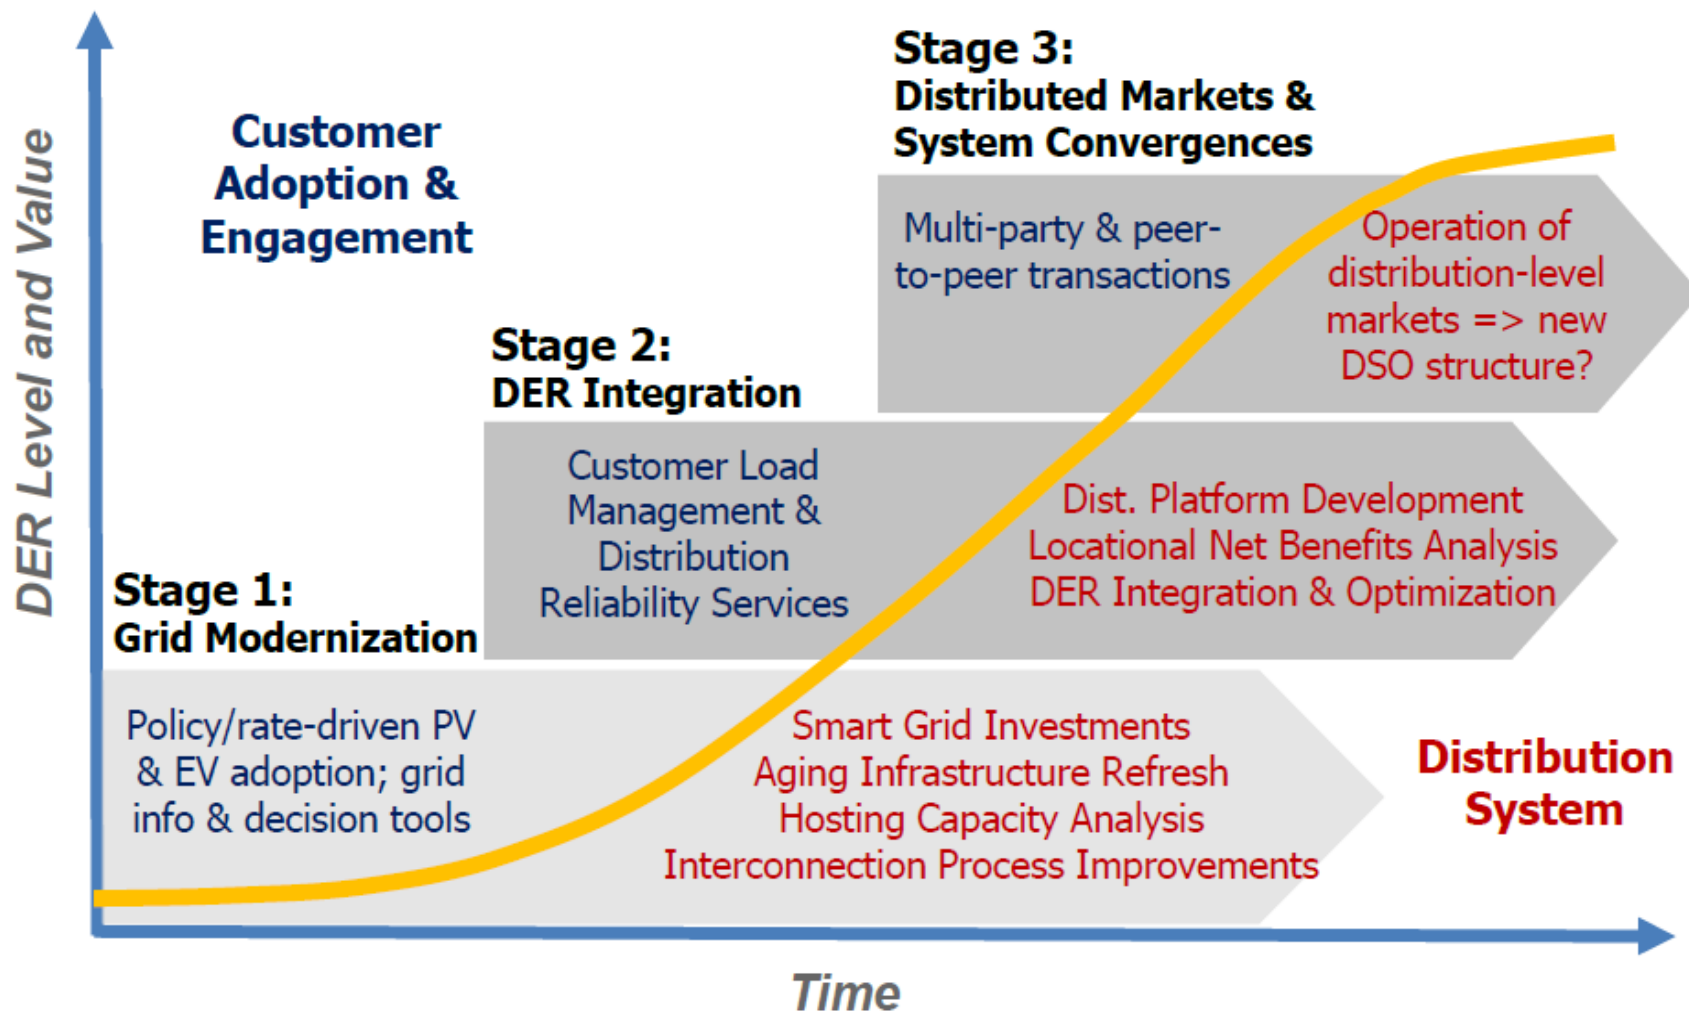 DER Level and Value
Customer
Adoption &
Engagement
Stage 3:
Distributed Markets &
System Convergences
Multi-party & peer-
to-peer transactions
Operation of
distribution-level
markets => new
DSO structure?
Stage 2:
DER Integration
Customer Load
Management &
Distribution
Reliability Services
Dist. Platform Development
Locational Net Benefits Analysis
DER Integration & Optimization
Stage 1:
Grid Modernization
Policy/rate-driven PV
& EV adoption; grid
info & decision tools
Smart Grid Investments
Aging Infrastructure Refresh
Hosting Capacity Analysis
Interconnection Process Improvements
Distribution
System
Time